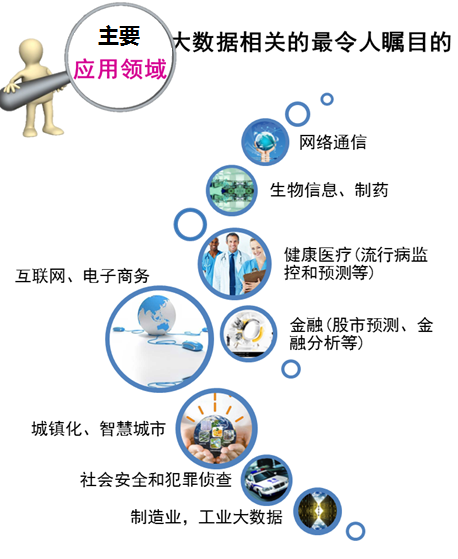 主要
应用领域
大数据相关的最令人瞩目的
网络通信
生物信息、制药
健康医疗(流行病监
控和预测等)
互联网、电子商务
金融(股市预测、金
融分析等)
城镇化、智慧城市
社会安全和犯罪侦查
制造业，工业大数据